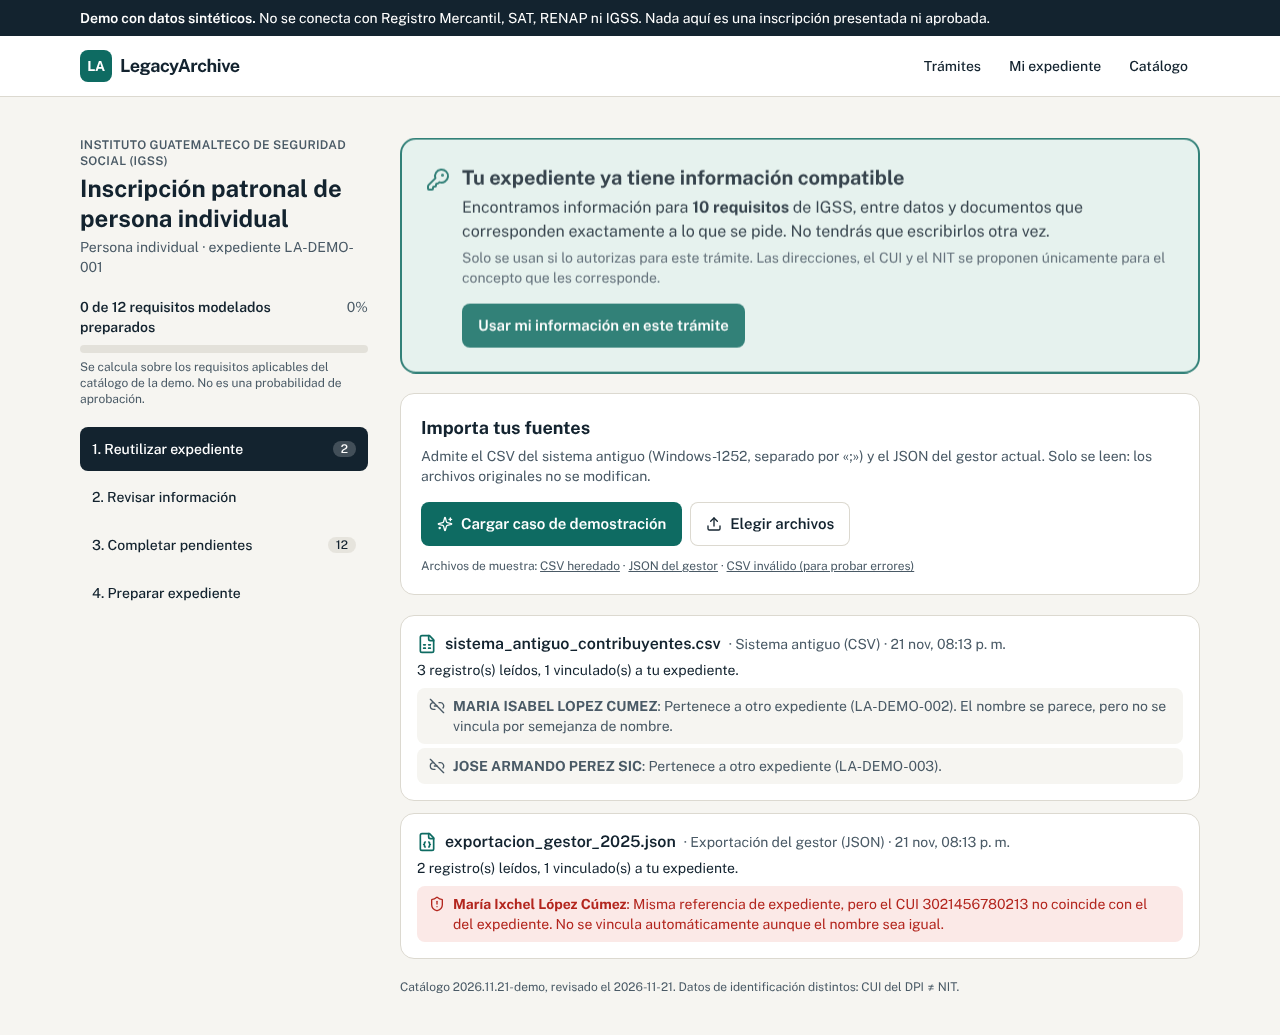 Demo con datos sintéticos. No se conecta con Registro Mercantil, SAT, RENAP ni IGSS. Nada aquí es una inscripción presentada ni aprobada.
LA LegacyArchive
Trámites Mi expediente Catálogo
INSTITUTO GUATEMALTECO DE SEGURIDAD
SOCIAL (IGSS)
Inscripción patronal de
persona individual
Persona individual · expediente LA-DEMO-
001
0 de 12 requisitos modelados
preparados
0%
Se calcula sobre los requisitos aplicables del
catálogo de la demo. No es una probabilidad de
aprobación.
1. Reutilizar expediente 2
2. Revisar información
3. Completar pendientes 12
4. Preparar expediente
Tu expediente ya tiene información compatible
Encontramos información para 10 requisitos de IGSS, entre datos y documentos que
corresponden exactamente a lo que se pide. No tendrás que escribirlos otra vez.
Solo se usan si lo autorizas para este trámite. Las direcciones, el CUI y el NIT se proponen únicamente para el
concepto que les corresponde.
Usar mi información en este trámite
Importa tus fuentes
Admite el CSV del sistema antiguo (Windows-1252, separado por «;») y el JSON del gestor actual. Solo se leen: los
archivos originales no se modifican.
Cargar caso de demostración Elegir archivos
Archivos de muestra: CSV heredado · JSON del gestor · CSV inválido (para probar errores)
sistema_antiguo_contribuyentes.csv · Sistema antiguo (CSV) · 21 nov, 08:13 p. m.
3 registro(s) leídos, 1 vinculado(s) a tu expediente.
MARIA ISABEL LOPEZ CUMEZ: Pertenece a otro expediente (LA-DEMO-002). El nombre se parece, pero no se
vincula por semejanza de nombre.
JOSE ARMANDO PEREZ SIC: Pertenece a otro expediente (LA-DEMO-003).
exportacion_gestor_2025.json · Exportación del gestor (JSON) · 21 nov, 08:13 p. m.
2 registro(s) leídos, 1 vinculado(s) a tu expediente.
María Ixchel López Cúmez: Misma referencia de expediente, pero el CUI 3021456780213 no coincide con el
del expediente. No se vincula automáticamente aunque el nombre sea igual.
Catálogo 2026.11.21-demo, revisado el 2026-11-21. Datos de identificación distintos: CUI del DPI ≠ NIT.